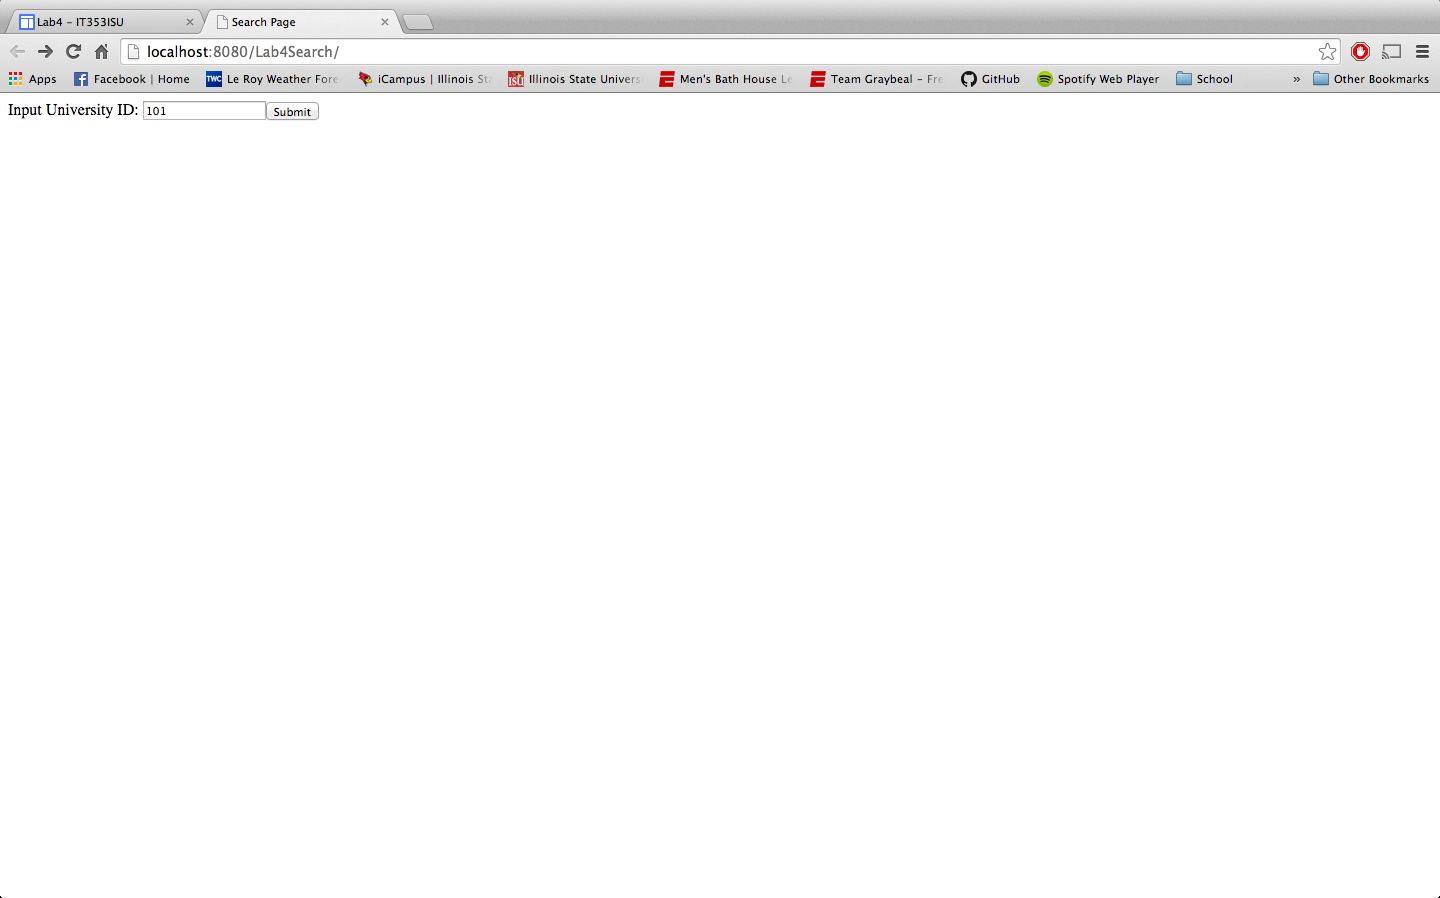 Lab4 – IT353ISU Search Page
localhost:8080/Lab4Search/
Apps Facebook | Home TWC Le Roy Weather Fore iCampus | Illinois St ISU Illinois State Univers Men's Bath House Le Team Graybeal – Fre GitHub Spotify Web Player School » Other Bookmarks
Input University ID: 101 Submit